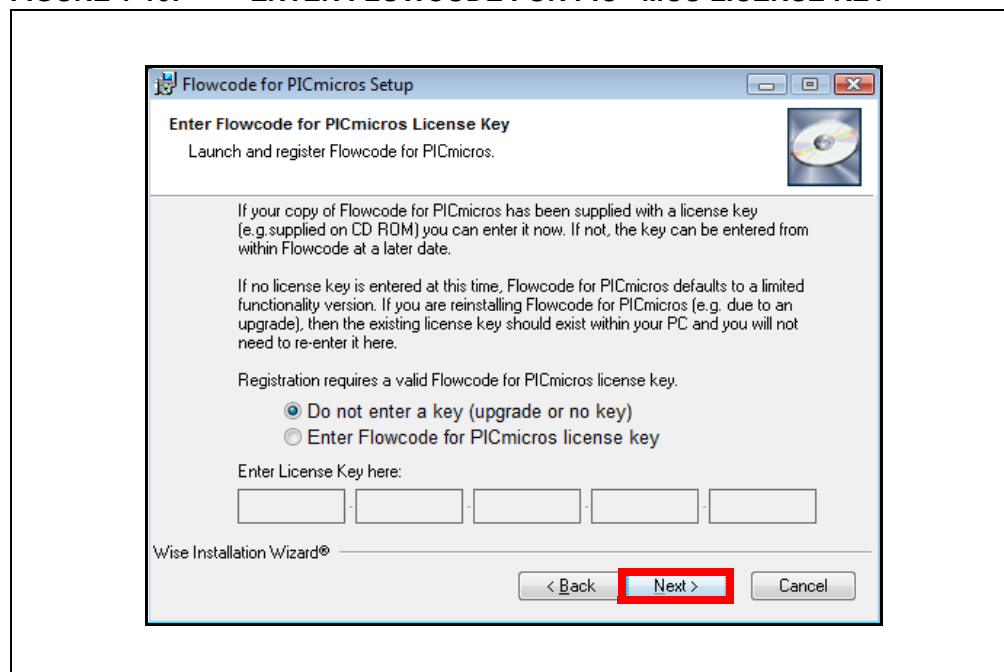 Flowcode for PICmicros Setup
Enter Flowcode for PICmicros License Key
Launch and register Flowcode for PICmicros.
If your copy of Flowcode for PICmicros has been supplied with a license key
(e.g.supplied on CD ROM) you can enter it now. If not, the key can be entered from
within Flowcode at a later date.
If no license key is entered at this time, Flowcode for PICmicros defaults to a limited
functionality version. If you are reinstalling Flowcode for PICmicros (e.g. due to an
upgrade), then the existing license key should exist within your PC and you will not
need to re-enter it here.
Registration requires a valid Flowcode for PICmicros license key.
Do not enter a key (upgrade or no key)
Enter Flowcode for PICmicros license key
Enter License Key here:
- - - -
Wise Installation Wizard®
< Back Next > Cancel